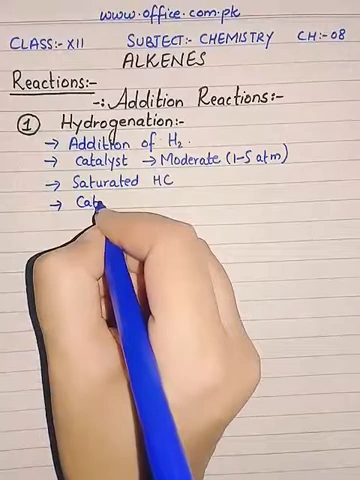 www.office.com.pk
CLASS:- XII SUBJECT:- CHEMISTRY CH:- 08
ALKENES
Reactions:-
-: Addition Reactions:-
① Hydrogenation:-
→ Addition of H₂.
→ Catalyst → Moderate (1-5 atm)
→ Saturated HC
→ Cat